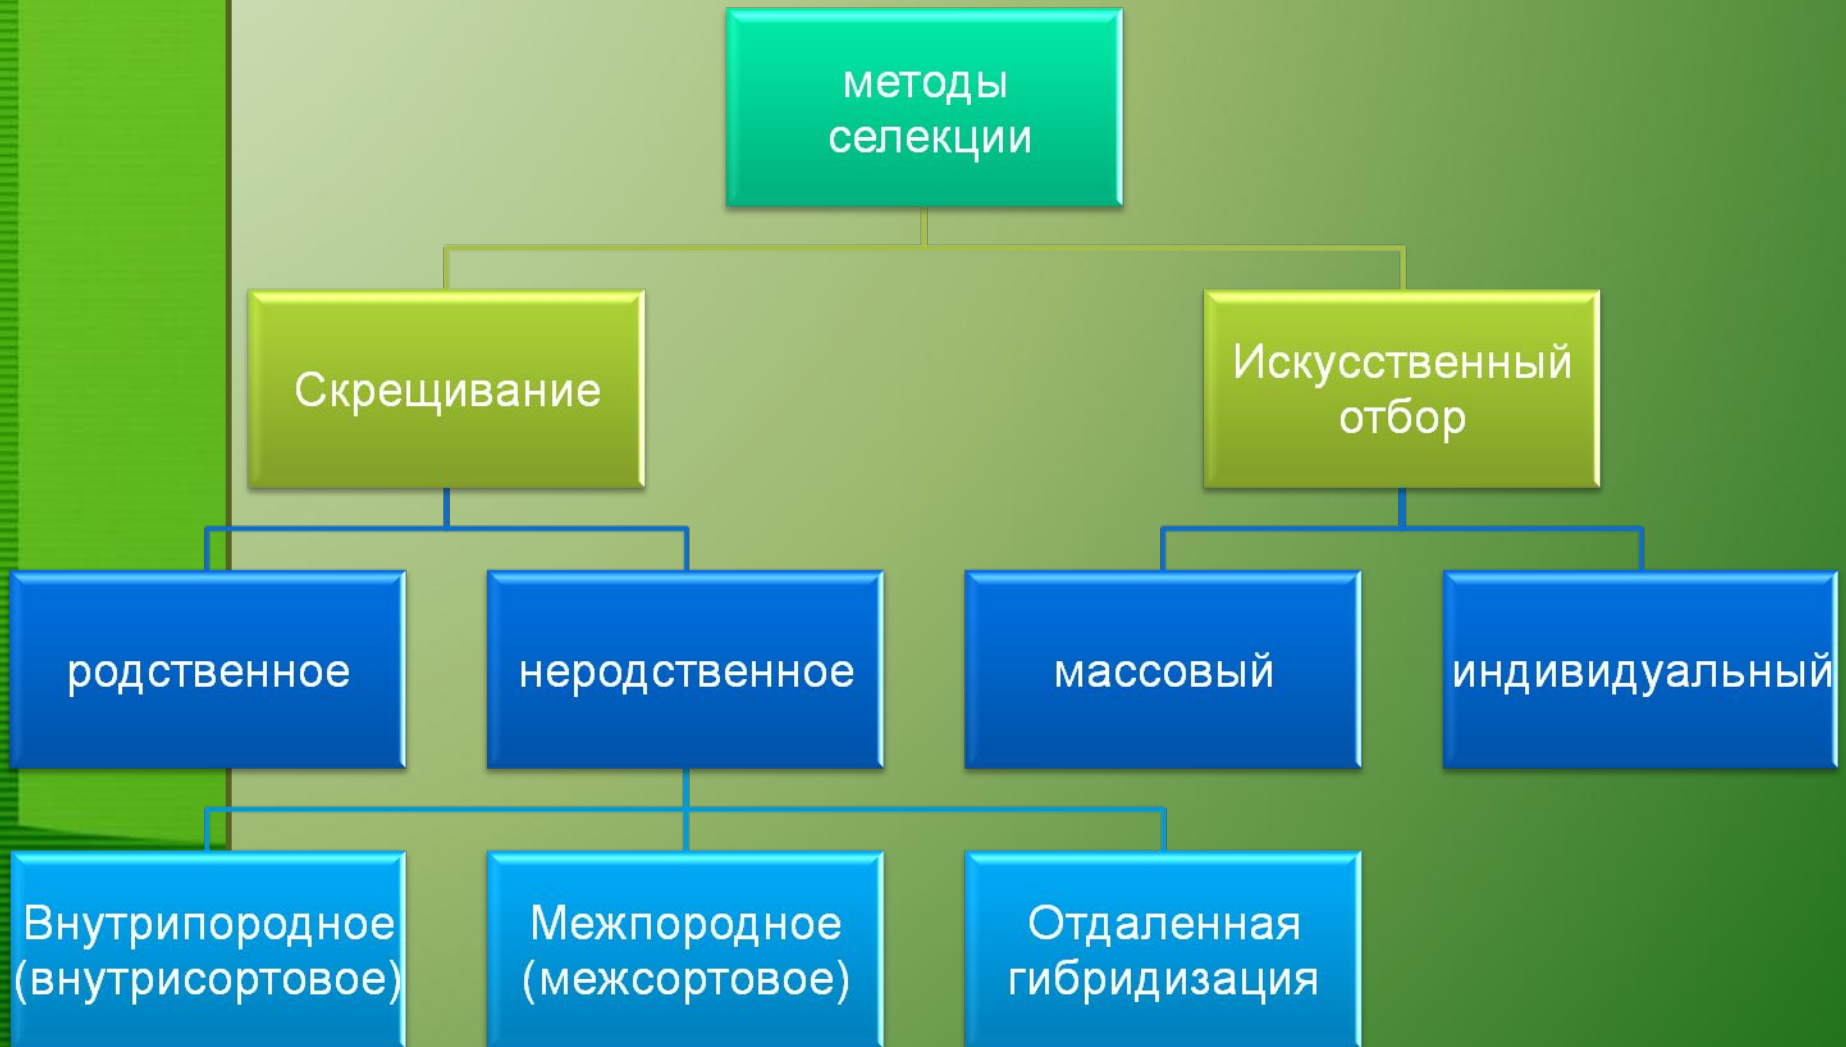 методы
селекции
Скрещивание
Искусственный
отбор
родственное
неродственное
массовый
индивидуальный
Внутрипородное
(внутрисортовое)
Межпородное
(межсортовое)
Отдаленная
гибридизация